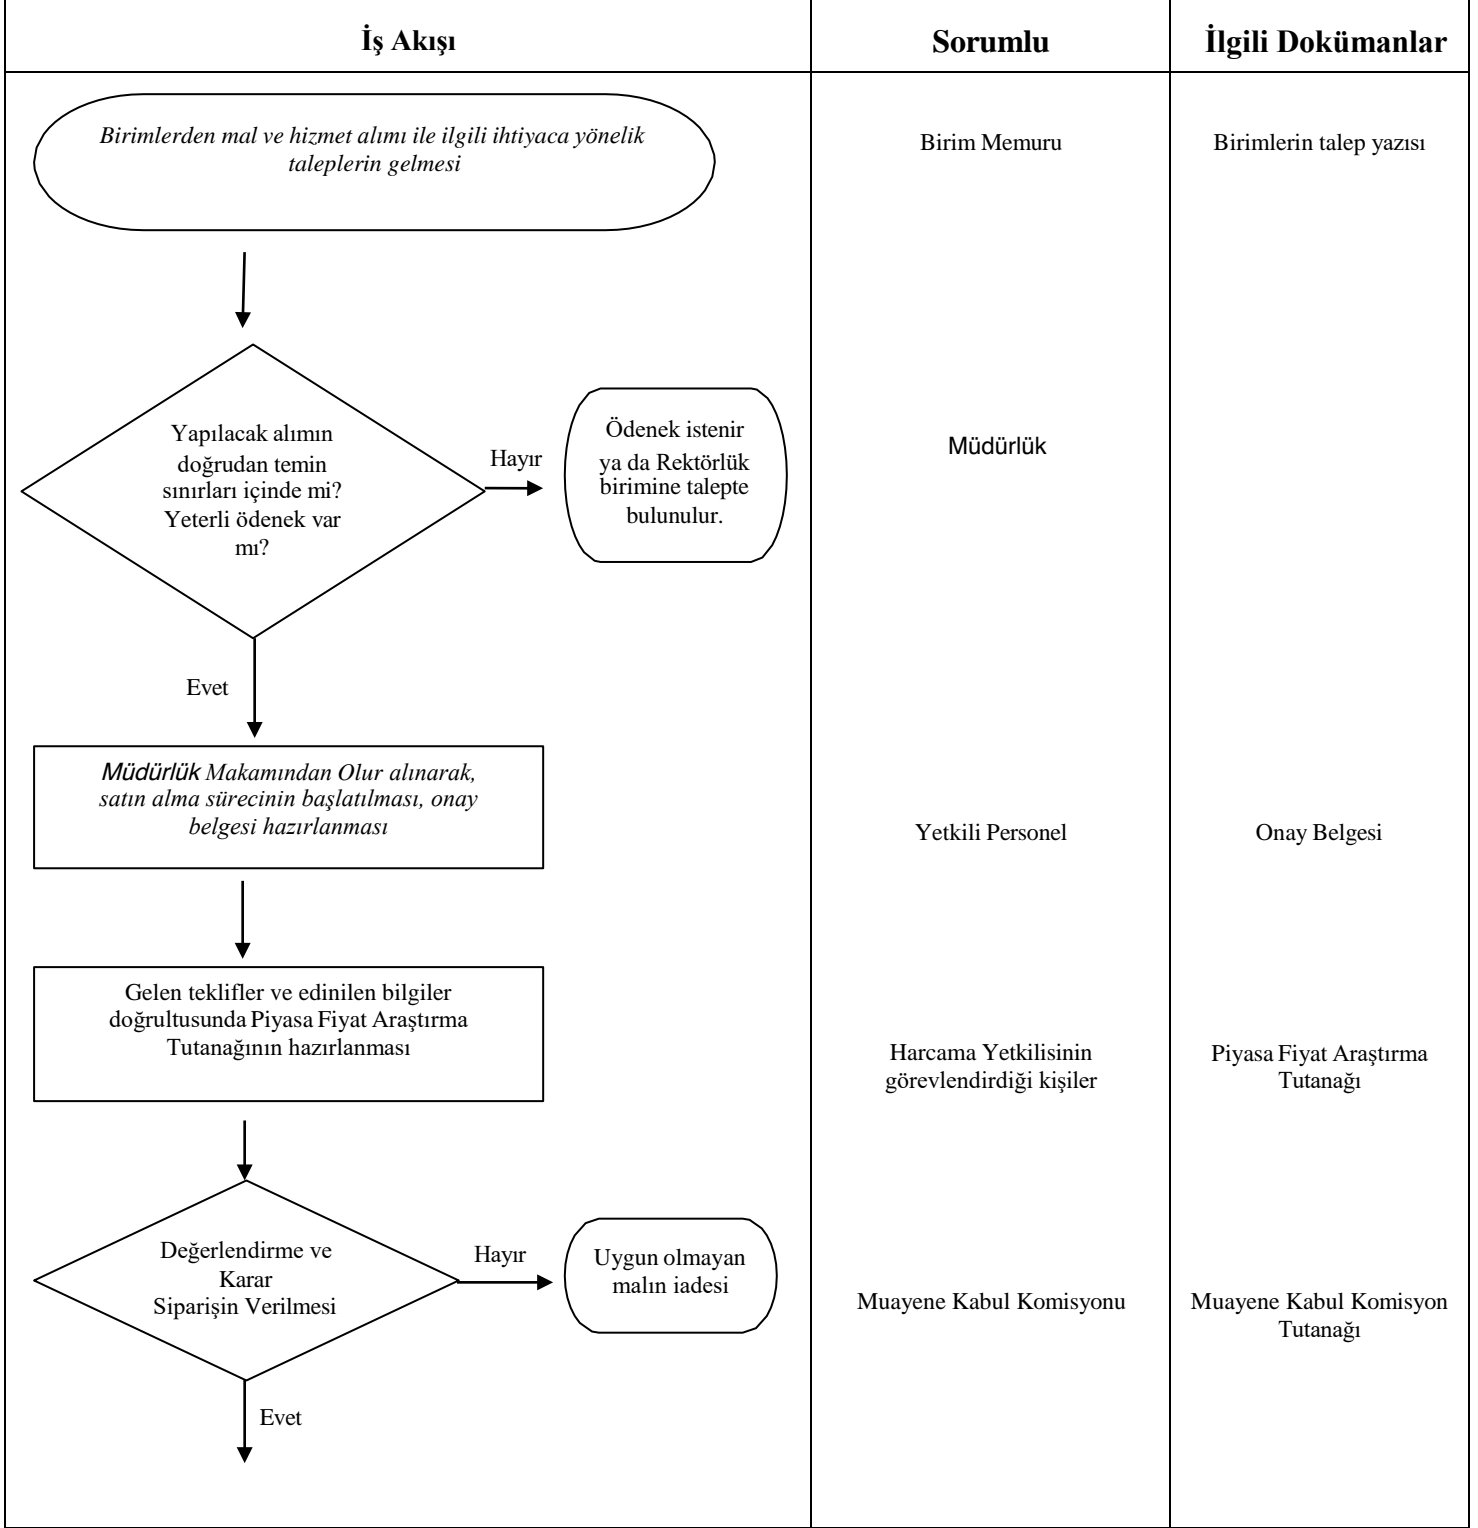 İş Akışı
Sorumlu
İlgili Dokümanlar
Birimlerden mal ve hizmet alımı ile ilgili ihtiyaca yönelik
taleplerin gelmesi
Birim Memuru
Birimlerin talep yazısı
Yapılacak alımın
doğrudan temin
sınırları içinde mi?
Yeterli ödenek var
mı?
Hayır
Ödenek istenir
ya da Rektörlük
birimine talepte
bulunulur.
Müdürlük
Evet
Müdürlük Makamından Olur alınarak,
satın alma sürecinin başlatılması, onay
belgesi hazırlanması
Yetkili Personel
Onay Belgesi
Gelen teklifler ve edinilen bilgiler
doğrultusunda Piyasa Fiyat Araştırma
Tutanağının hazırlanması
Harcama Yetkilisinin
görevlendirdiği kişiler
Piyasa Fiyat Araştırma
Tutanağı
Değerlendirme ve
Karar
Siparişin Verilmesi
Hayır
Uygun olmayan
malın iadesi
Muayene Kabul Komisyonu
Muayene Kabul Komisyon
Tutanağı
Evet